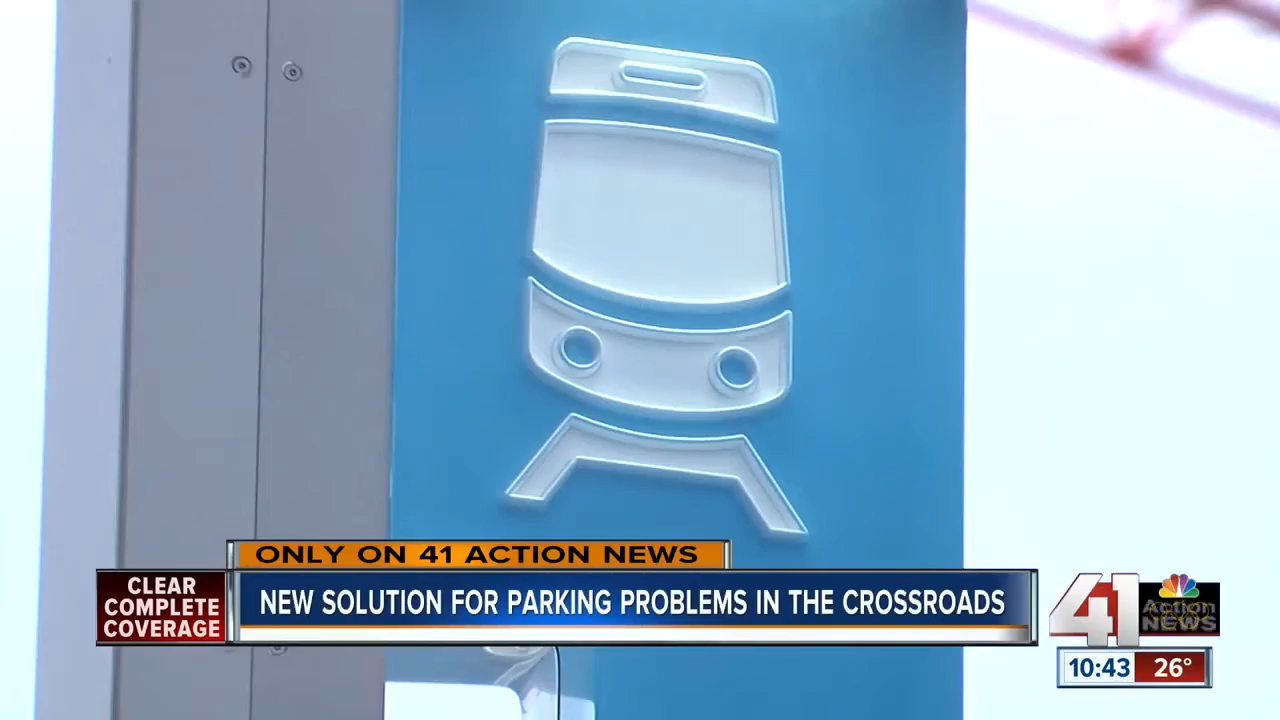 ONLY ON 41 ACTION NEWS
CLEAR
COMPLETE
COVERAGE
NEW SOLUTION FOR PARKING PROBLEMS IN THE CROSSROADS
41
Action
NEWS
10:43 26°